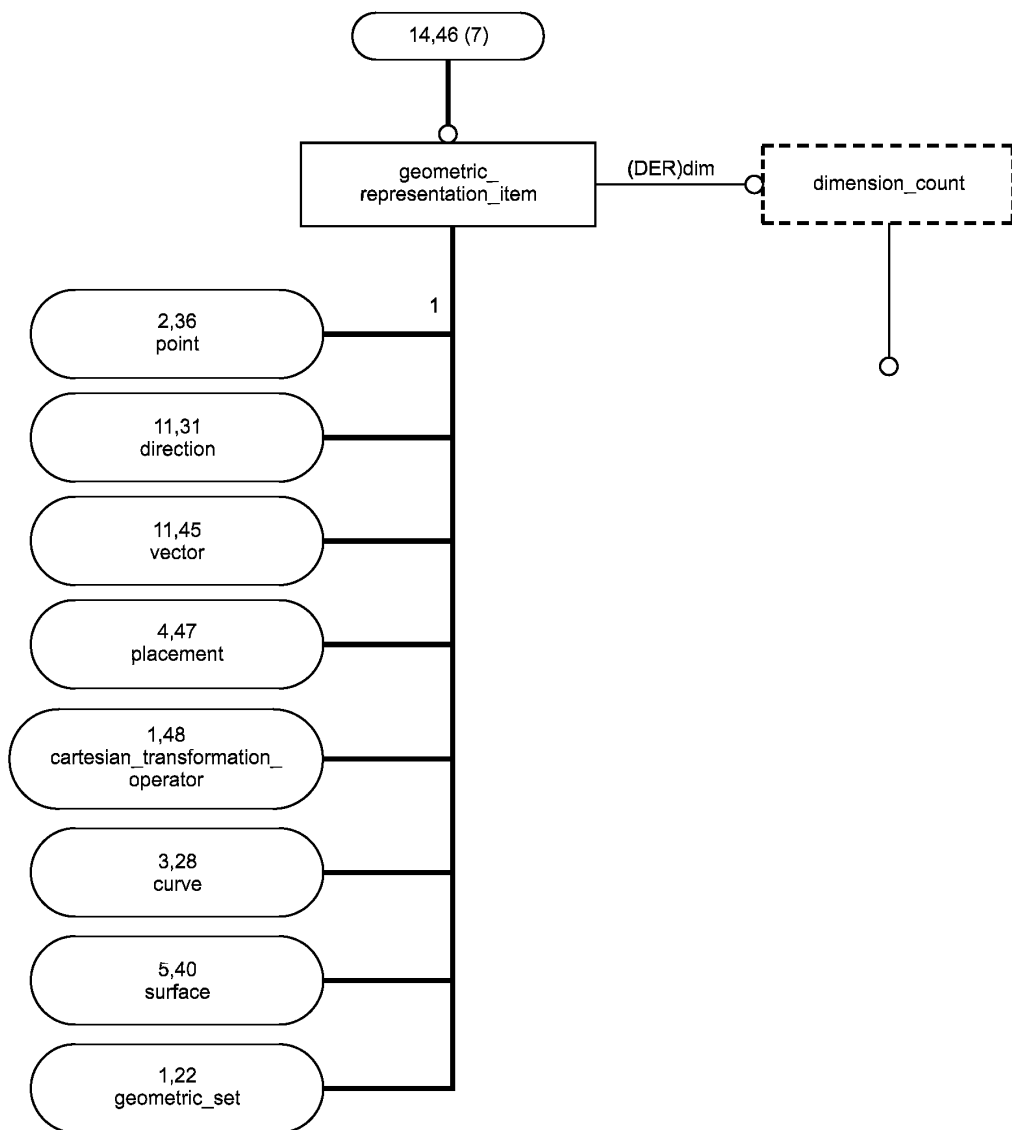 14,46 (7)
geometric_
representation_item
(DER)dim
dimension_count
1
2,36
point
11,31
direction
11,45
vector
4,47
placement
1,48
cartesian_transformation_
operator
3,28
curve
5,40
surface
1,22
geometric_set